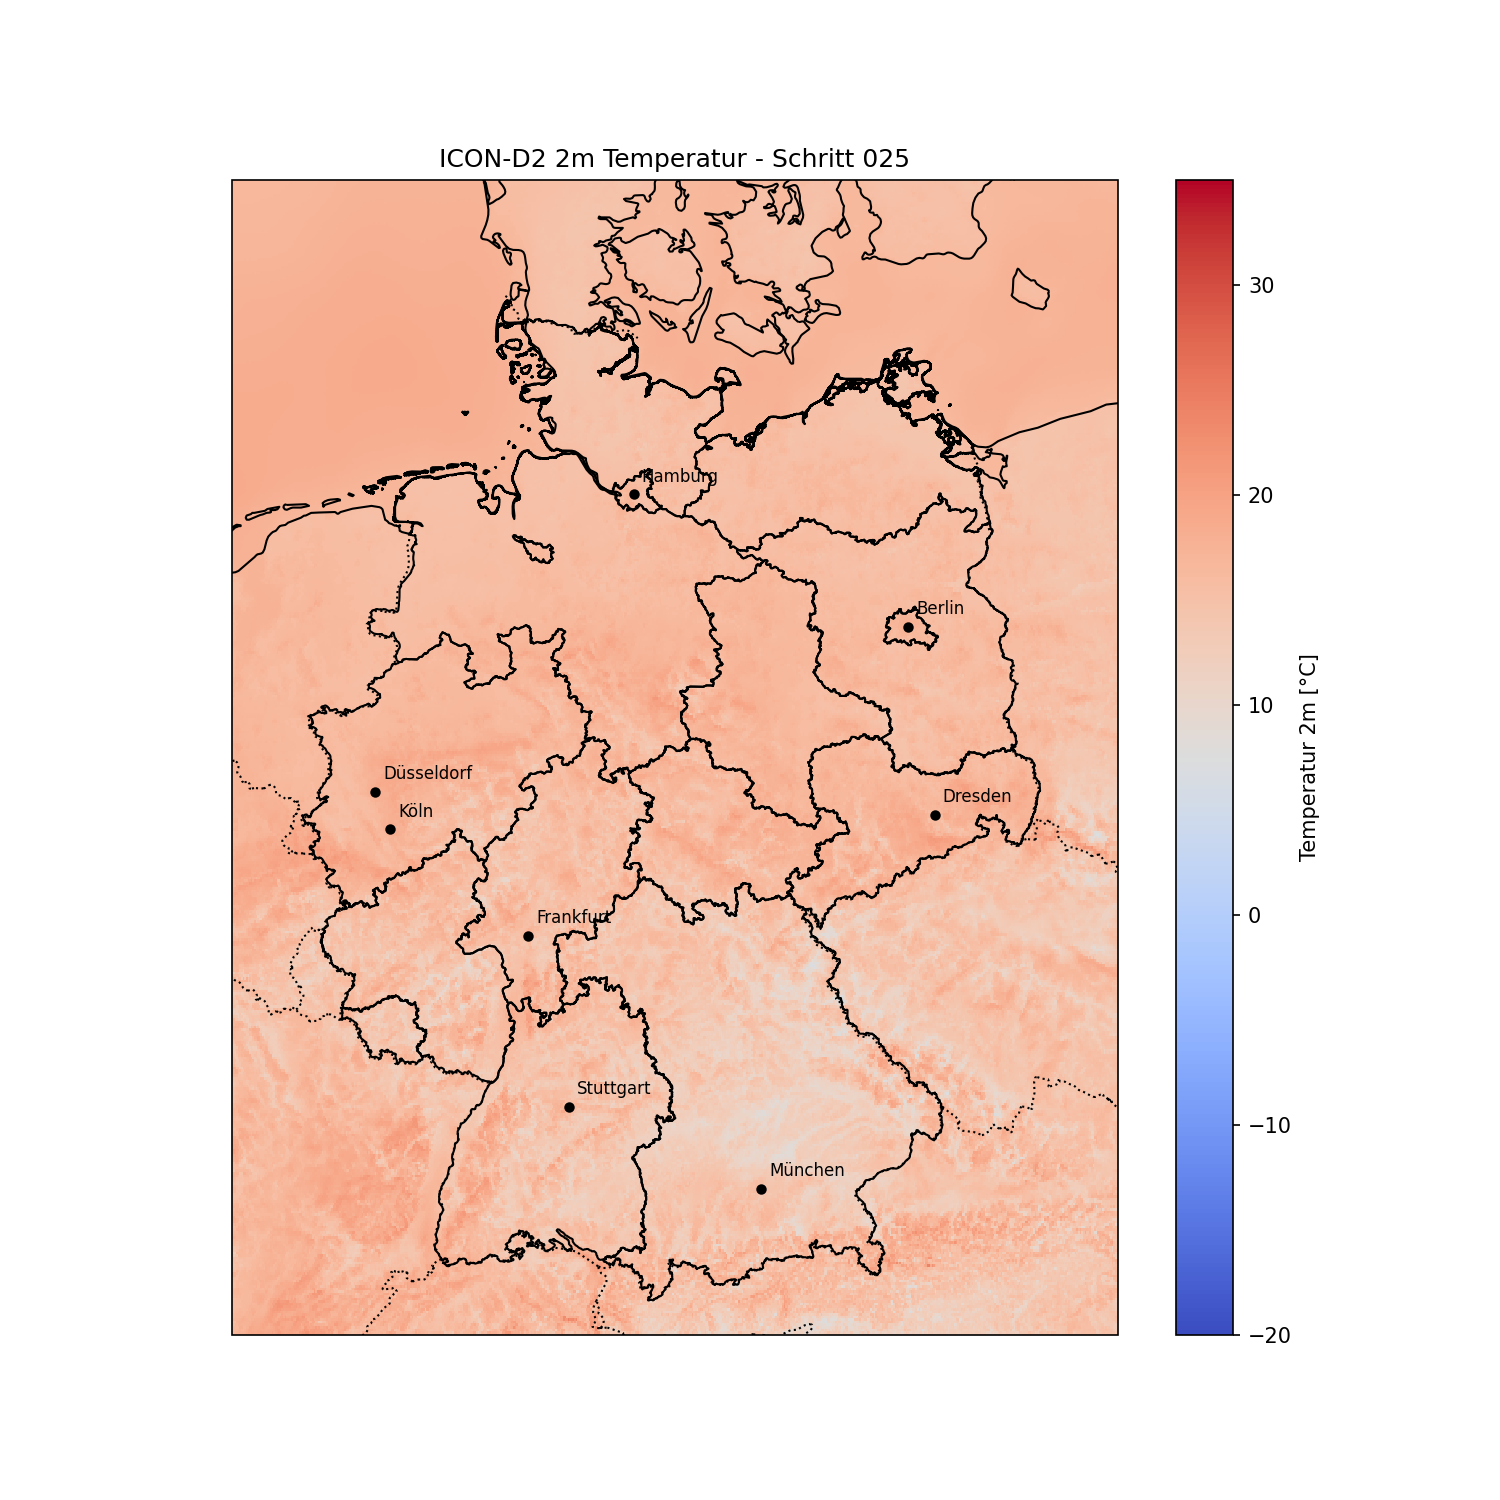 ICON-D2 2m Temperatur - Schritt 025
Hamburg
Berlin
Düsseldorf
Köln
Dresden
Frankfurt
Stuttgart
München
30
20
10
0
−10
−20
Temperatur 2m [°C]